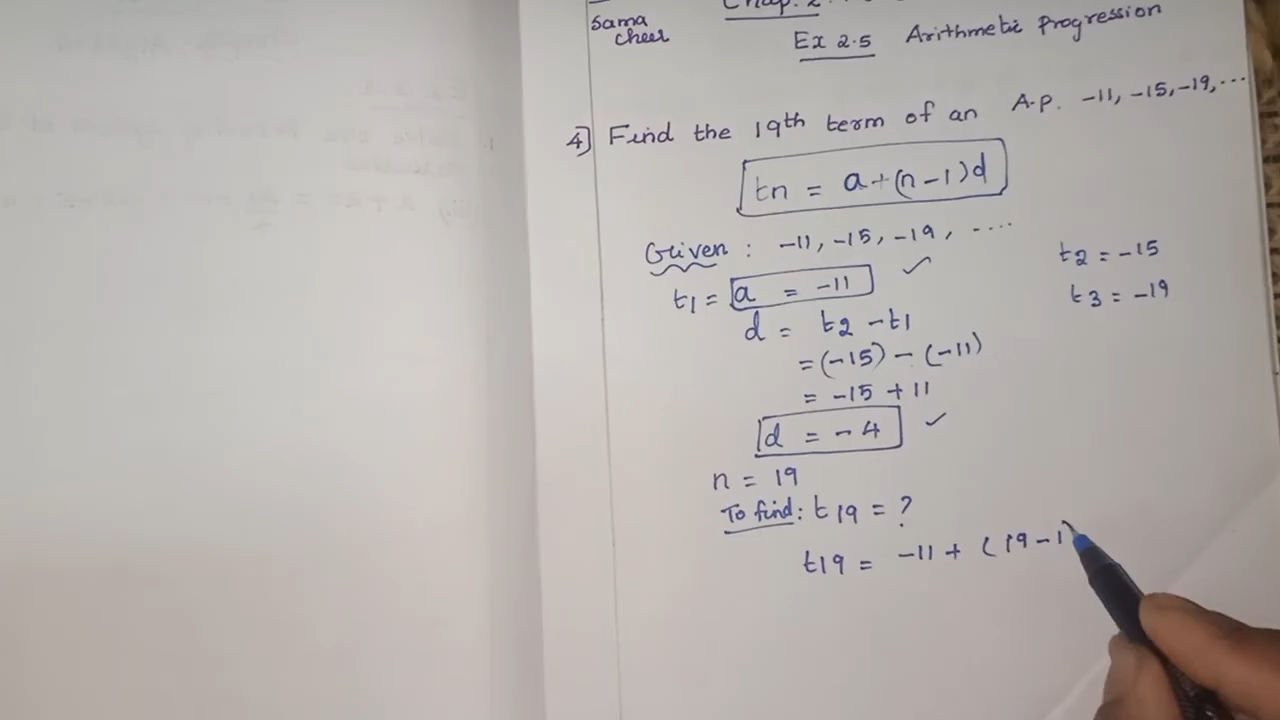 Sama
cheer
Chap. 2
Ex 2.5 Arithmetic Progression
4] Find the 19th term of an A.p. -11, -15, -19, ...
tn = a+(n-1)d
Given : -11, -15, -19, ....
t1 = a = -11 ✓
t2 = -15
t3 = -19
d = t2 - t1
= (-15) - (-11)
= -15 + 11
d = -4 ✓
n = 19
To find: t19 = ?
t19 = -11 + (19-1)